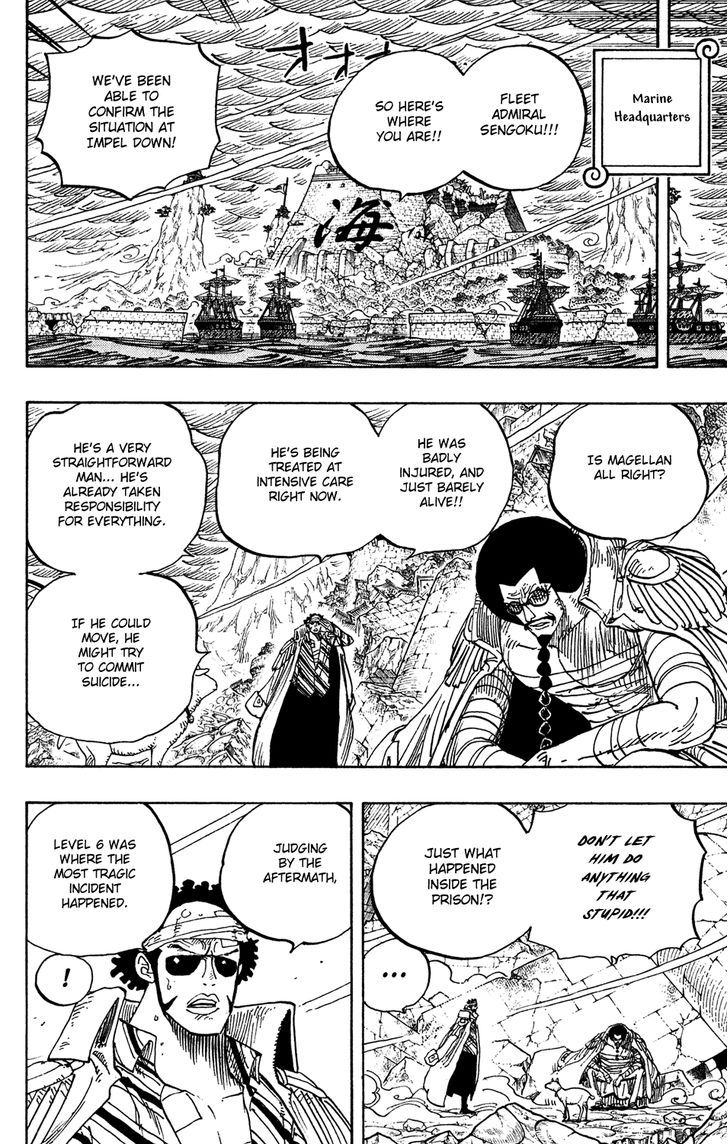 Marine
Headquarters
FLEET
ADMIRAL
SENGOKU!!!
SO HERE'S
WHERE
YOU ARE!!
オオオ
WE'VE BEEN
ABLE TO
CONFIRM THE
SITUATION AT
IMPEL DOWN!
海
IS MAGELLAN
ALL RIGHT?
HE WAS
BADLY
INJURED, AND
JUST BARELY
ALIVE!!
HE'S BEING
TREATED AT
INTENSIVE CARE
RIGHT NOW.
HE'S A VERY
STRAIGHTFORWARD
MAN... HE'S
ALREADY TAKEN
RESPONSIBILITY
FOR EVERYTHING.
IF HE COULD
MOVE, HE
MIGHT TRY
TO COMMIT
SUICIDE...
DON'T LET
HIM DO
ANYTHING
THAT
STUPID!!!
JUST WHAT
HAPPENED
INSIDE THE
PRISON!?
...
JUDGING
BY THE
AFTERMATH,
LEVEL 6 WAS
WHERE THE
MOST TRAGIC
INCIDENT
HAPPENED.
!